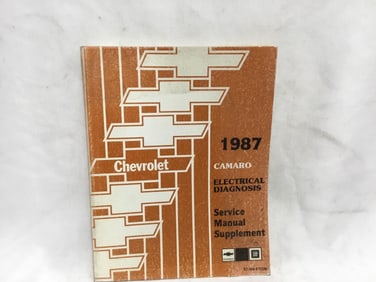 1987
Chevrolet
CAMARO
ELECTRICAL
DIAGNOSIS
Service
Manual
Supplement